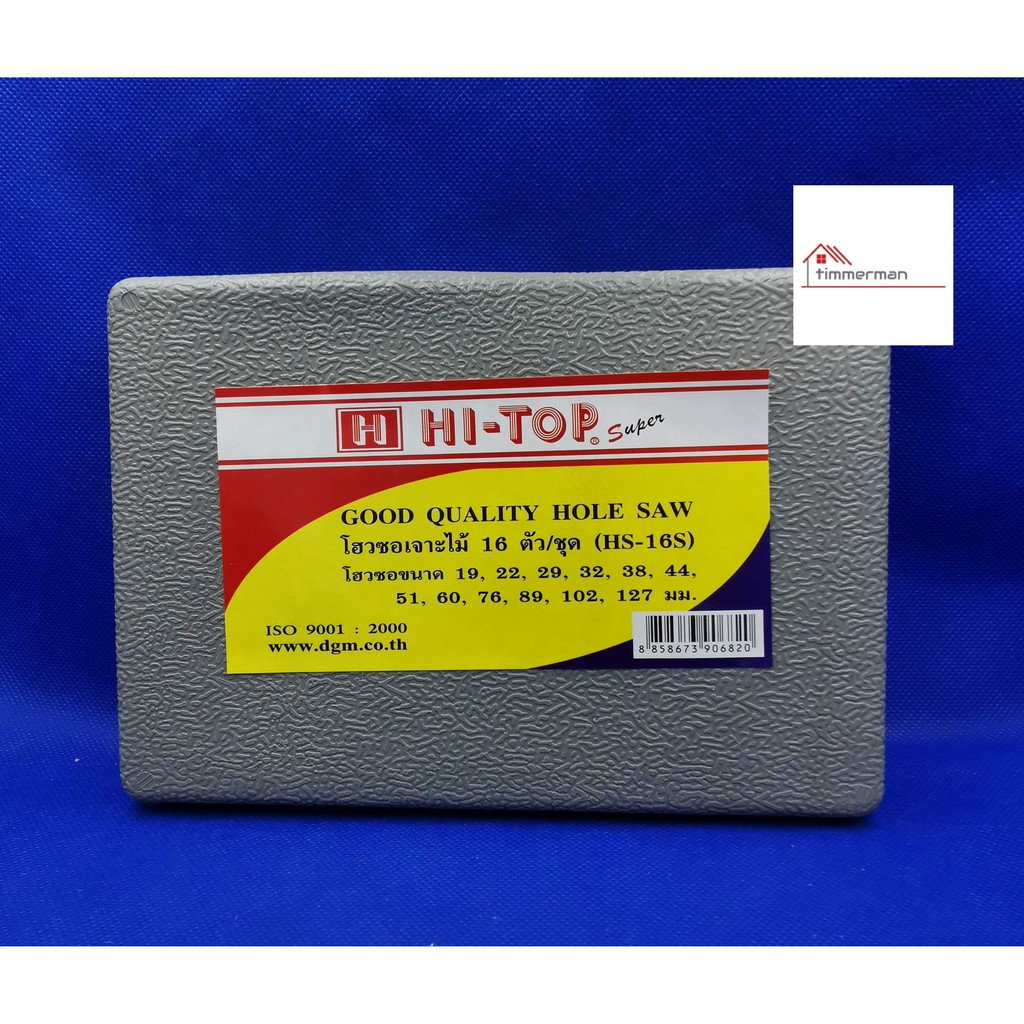 timmerman
H HI-TOP® Super
GOOD QUALITY HOLE SAW
โฮวซอเจาะไม้ 16 ตัว/ชุด (HS-16S)
โฮวซอขนาด 19, 22, 29, 32, 38, 44,
51, 60, 76, 89, 102, 127 มม.
ISO 9001 : 2000
www.dgm.co.th
8 858673 906820